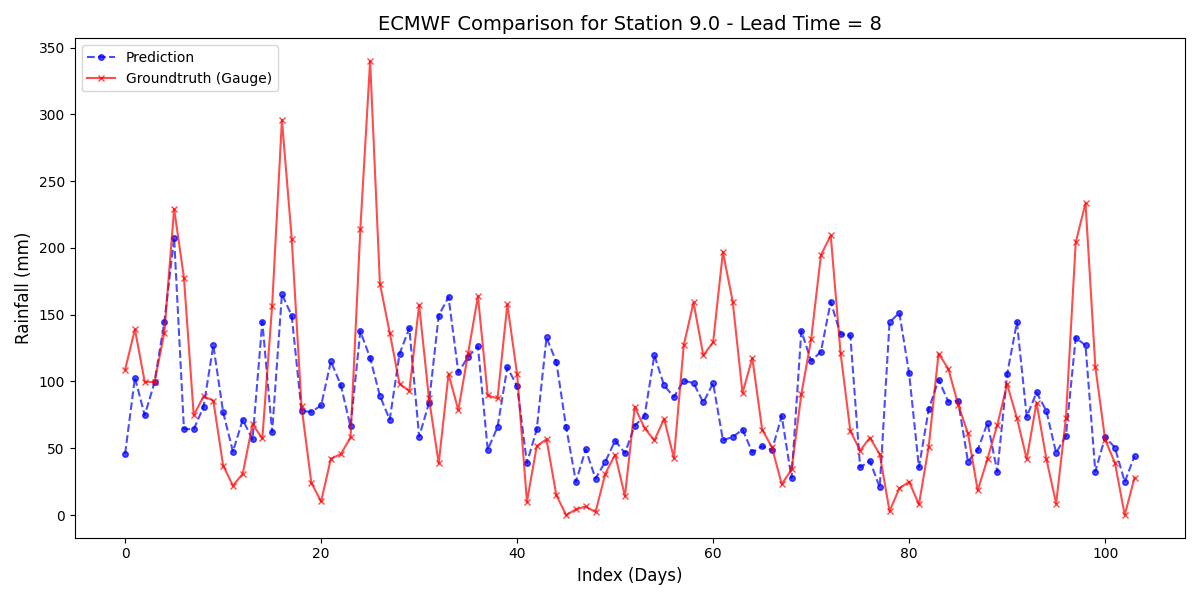 ECMWF Comparison for Station 9.0 - Lead Time = 8
Prediction
Groundtruth (Gauge)
Rainfall (mm)
350
300
250
200
150
100
50
0
0 20 40 60 80 100
Index (Days)